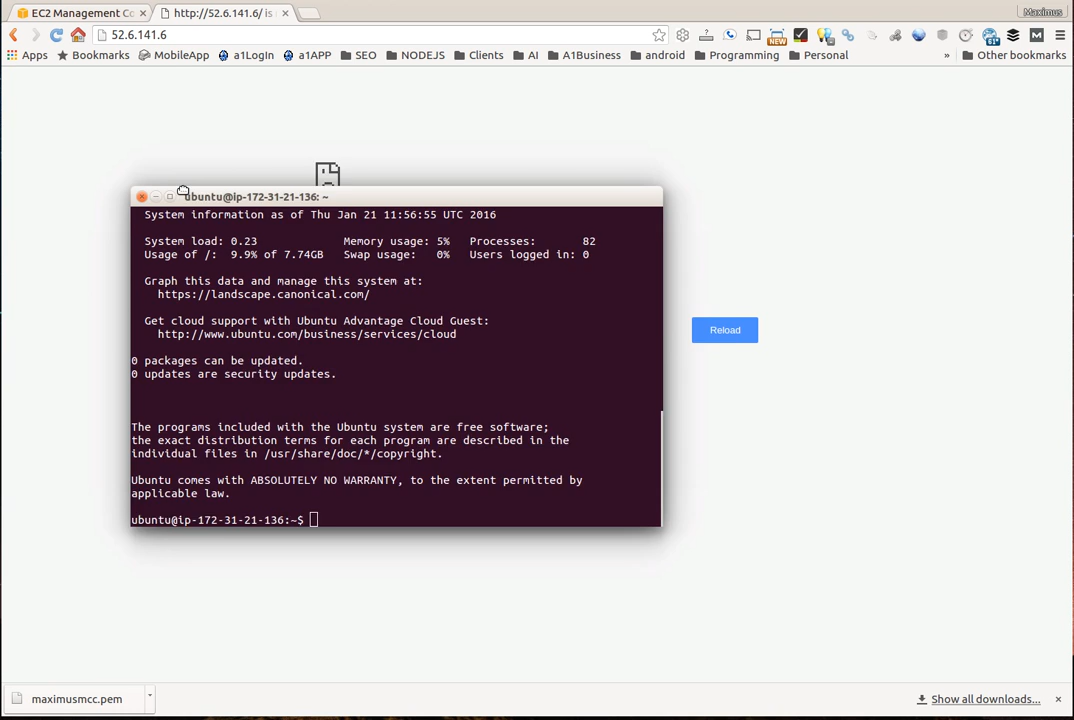 EC2 Management Co
http://52.6.141.6/ is
Maximus
52.6.141.6
NEW
61*
Apps
Bookmarks
MobileApp
a1LogIn
a1APP
SEO
NODEJS
Clients
AI
A1Business
android
Programming
Personal
»
Other bookmarks
ubuntu@ip-172-31-21-136: ~
System information as of Thu Jan 21 11:56:55 UTC 2016
System load: 0.23 Memory usage: 5% Processes: 82
Usage of /: 9.9% of 7.74GB Swap usage: 0% Users logged in: 0
Graph this data and manage this system at:
https://landscape.canonical.com/
Get cloud support with Ubuntu Advantage Cloud Guest:
http://www.ubuntu.com/business/services/cloud
0 packages can be updated.
0 updates are security updates.
The programs included with the Ubuntu system are free software;
the exact distribution terms for each program are described in the
individual files in /usr/share/doc/*/copyright.
Ubuntu comes with ABSOLUTELY NO WARRANTY, to the extent permitted by
applicable law.
ubuntu@ip-172-31-21-136:~$
Reload
maximusmcc.pem
Show all downloads...